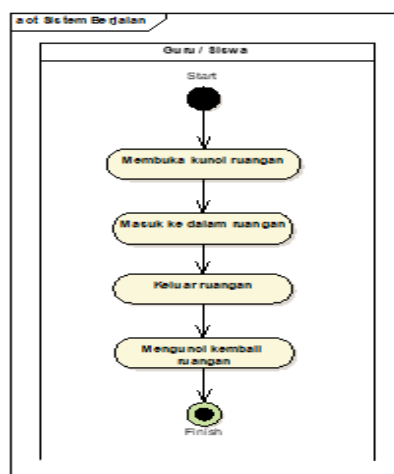 act Sistem Berjalan
Guru / Siswa
Start
Membuka kunci ruangan
Masuk ke dalam ruangan
Keluar ruangan
Mengunci kembali
ruangan
Finish